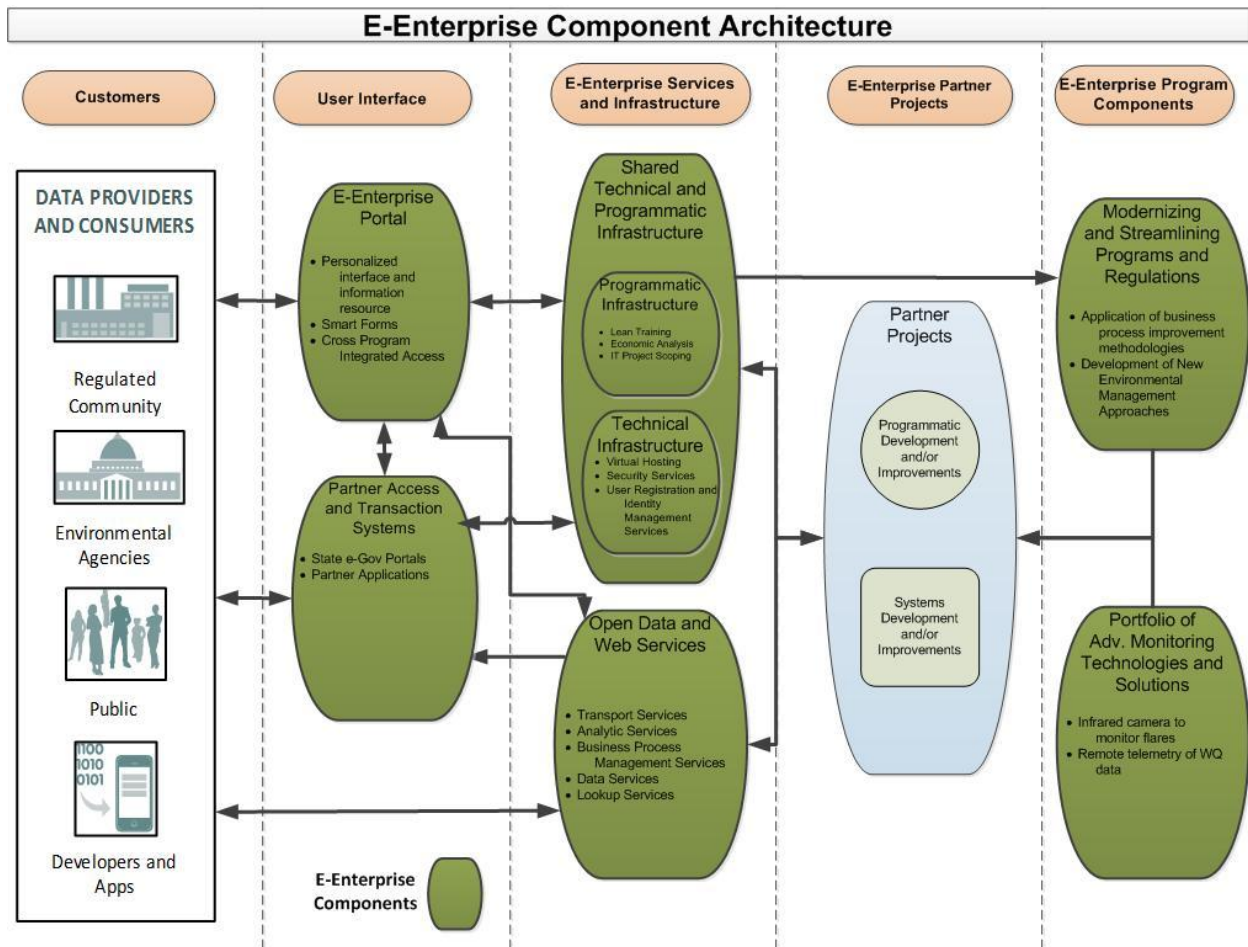 E-Enterprise Component Architecture
Customers
User Interface
E-Enterprise Services
and Infrastructure
E-Enterprise Partner
Projects
E-Enterprise Program
Components
DATA PROVIDERS
AND CONSUMERS
Regulated
Community
Environmental
Agencies
Public
1100
1010
0101
Developers and
Apps
E-Enterprise
Portal
• Personalized
interface and
information
resource
• Smart Forms
• Cross Program
Integrated Access
Partner Access
and Transaction
Systems
• State e-Gov Portals
• Partner Applications
E-Enterprise
Components
Shared
Technical and
Programmatic
Infrastructure
Programmatic
Infrastructure
• Lean Training
• Economic Analysis
• IT Project Scoping
Technical
Infrastructure
• Virtual Hosting
• Security Services
• User Registration and
Identity
Management
Services
Open Data and
Web Services
• Transport Services
• Analytic Services
• Business Process
Management Services
• Data Services
• Lookup Services
Partner
Projects
Programmatic
Development
and/or
Improvements
Systems
Development
and/or
Improvements
Modernizing
and Streamlining
Programs and
Regulations
• Application of business
process improvement
methodologies
• Development of New
Environmental
Management
Approaches
Portfolio of
Adv. Monitoring
Technologies and
Solutions
• Infrared camera to
monitor flares
• Remote telemetry of WQ
data